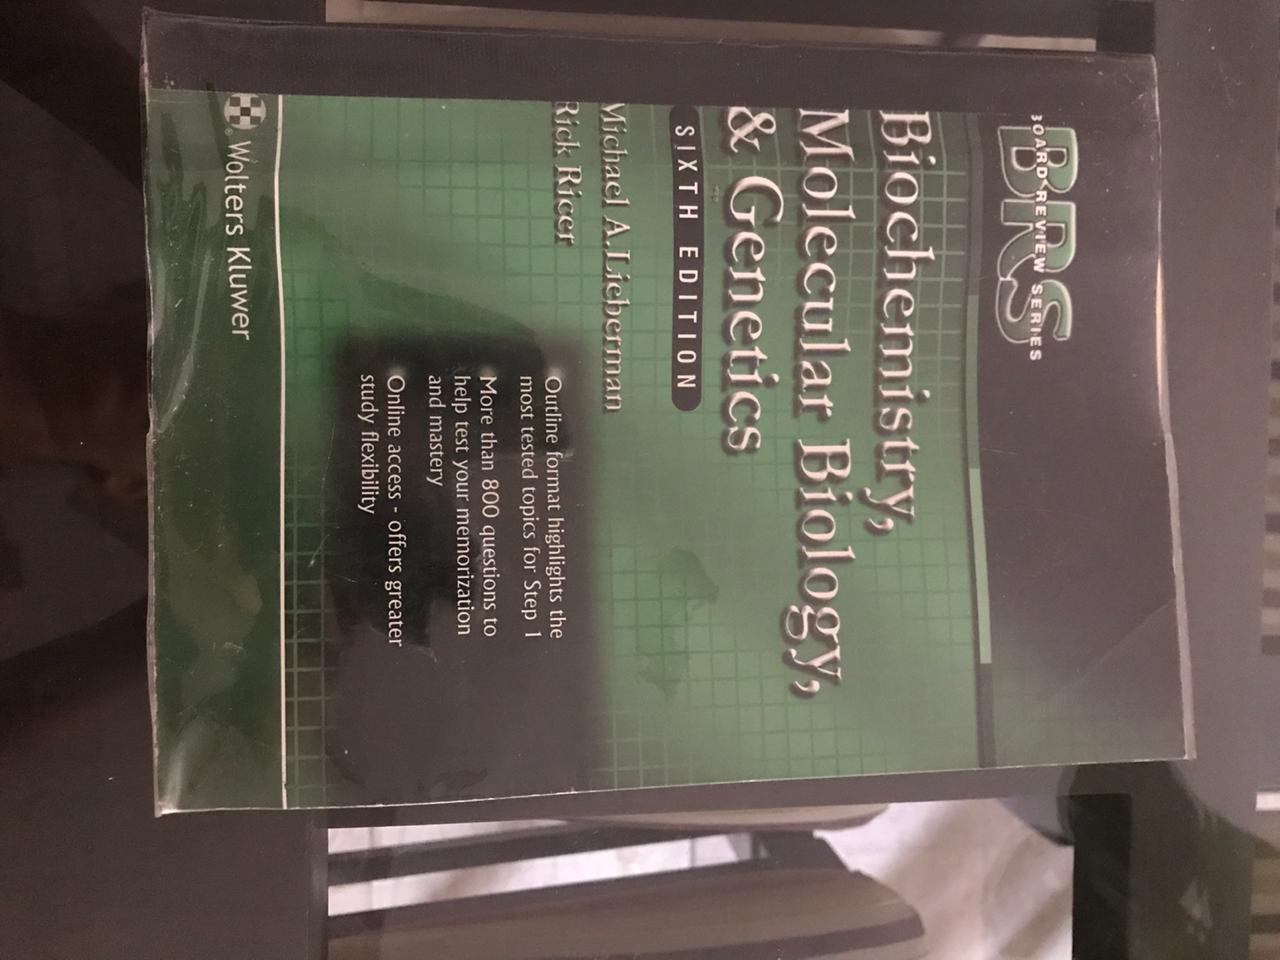 BRS
BOARD REVIEW SERIES
Biochemistry,
Molecular Biology,
& Genetics
SIXTH EDITION
Michael A. Lieberman
Rick Ricer
Outline format highlights the
most tested topics for Step 1
More than 800 questions to
help test your memorization
and mastery
Online access - offers greater
study flexibility
Wolters Kluwer